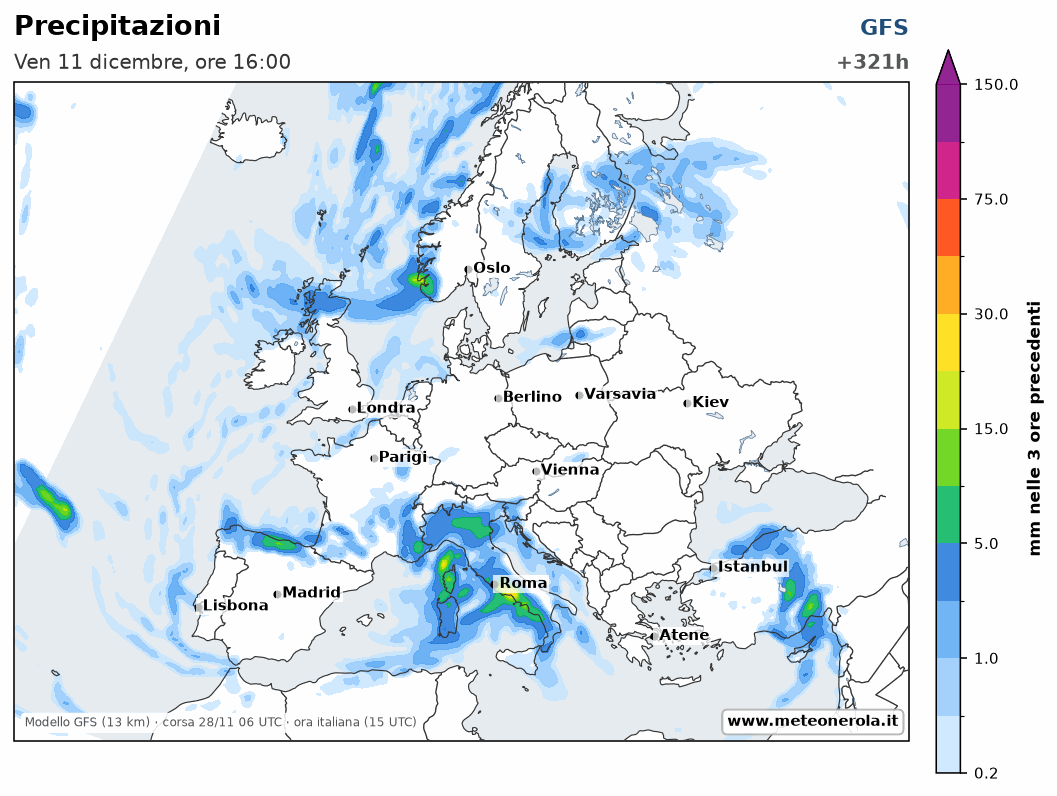 Precipitazioni
GFS
Ven 11 dicembre, ore 16:00
+321h
150.0
75.0
30.0
15.0
5.0
1.0
0.2
mm nelle 3 ore precedenti
Oslo
Berlino
Varsavia
Kiev
Londra
Parigi
Vienna
Istanbul
Roma
Madrid
Lisbona
Atene
Modello GFS (13 km) · corsa 28/11 06 UTC · ora italiana (15 UTC)
www.meteonerola.it